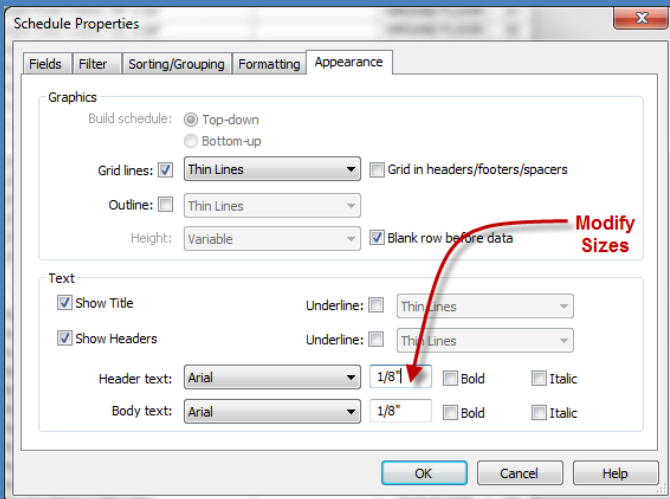 Schedule Properties
Fields Filter Sorting/Grouping Formatting Appearance
Graphics
Build schedule: Top-down
Bottom-up
Grid lines: Thin Lines Grid in headers/footers/spacers
Outline: Thin Lines
Height: Variable Blank row before data
Modify
Sizes
Text
Show Title Underline: Thin Lines
Show Headers Underline: Thin Lines
Header text: Arial 1/8" Bold Italic
Body text: Arial 1/8" Bold Italic
OK Cancel Help